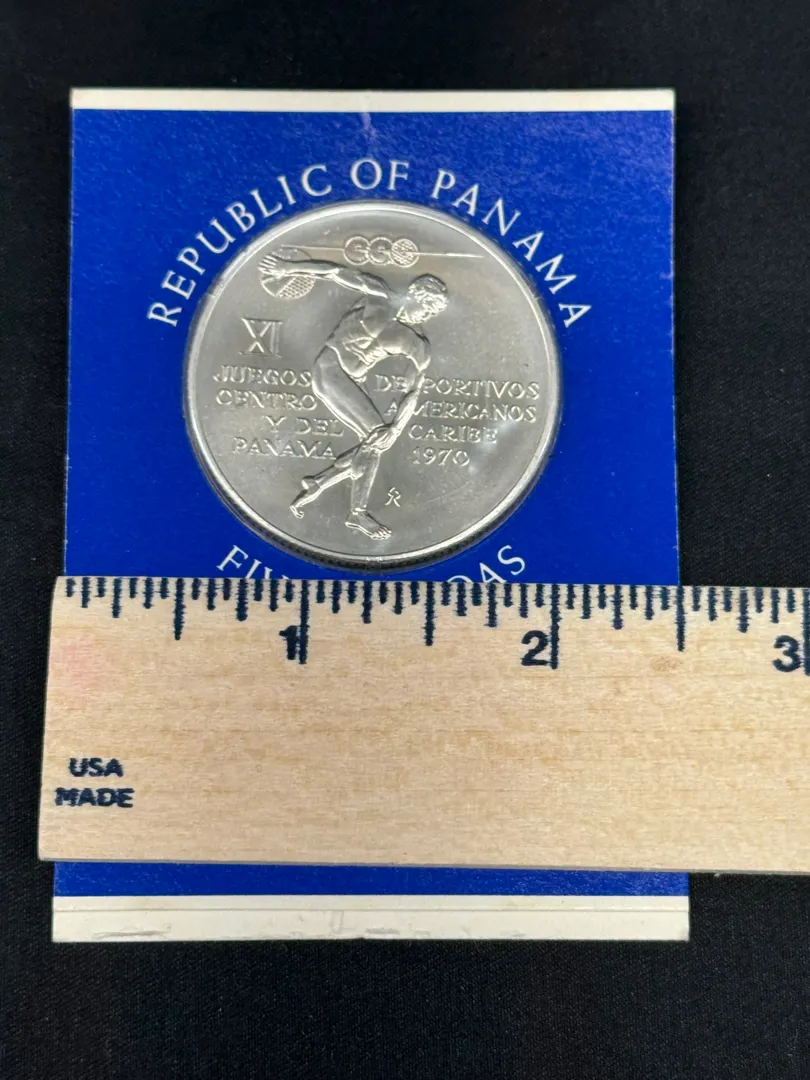 REPUBLIC OF PANAMA
XI
JUEGOS DEPORTIVOS
CENTRO AMERICANOS
Y DEL CARIBE
PANAMA 1970
1 2 3
USA
MADE